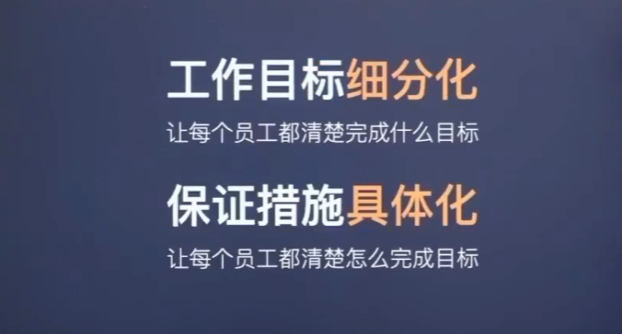 工作目标细分化
让每个员工都清楚完成什么目标
保证措施具体化
让每个员工都清楚怎么完成目标